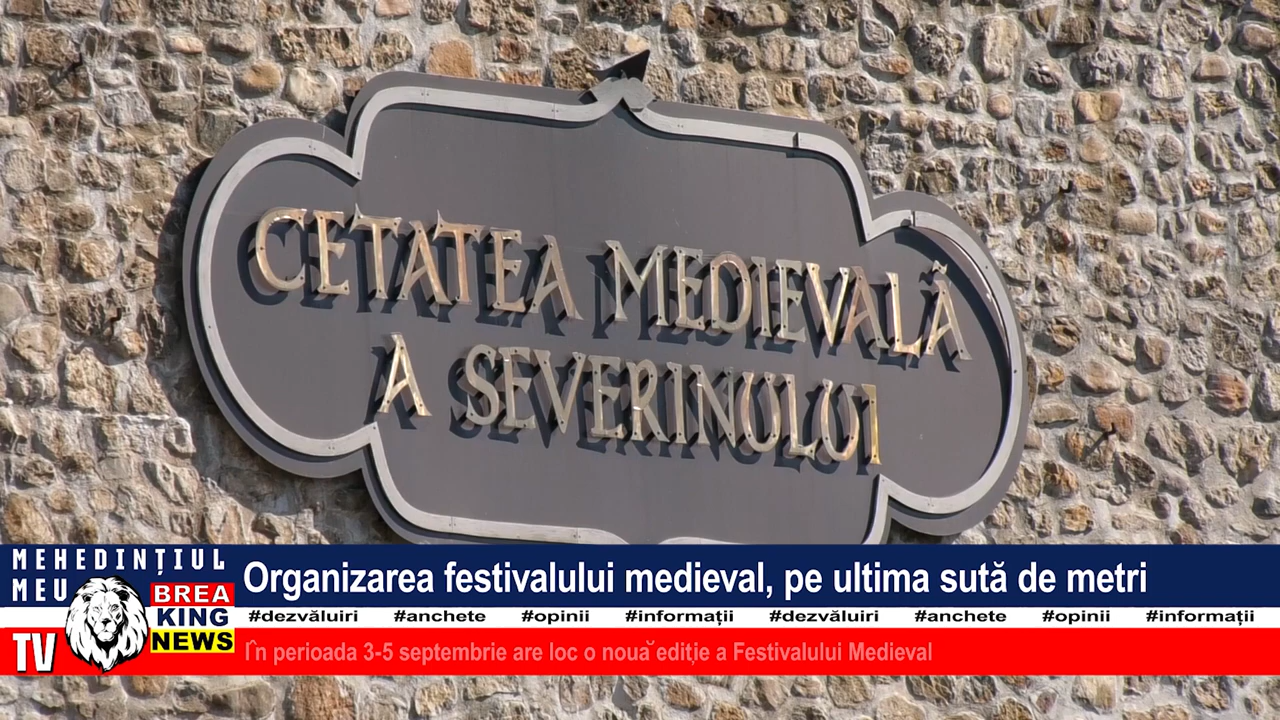 CETATEA MEDIEVALĂ
A SEVERINULUI
MEHEDINȚIUL
MEU
TV
BREA
KING
NEWS
Organizarea festivalului medieval, pe ultima sută de metri
#dezvăluiri #anchete #opinii #informații #dezvăluiri #anchete #opinii #informații
În perioada 3-5 septembrie are loc o nouă ediție a Festivalului Medieval